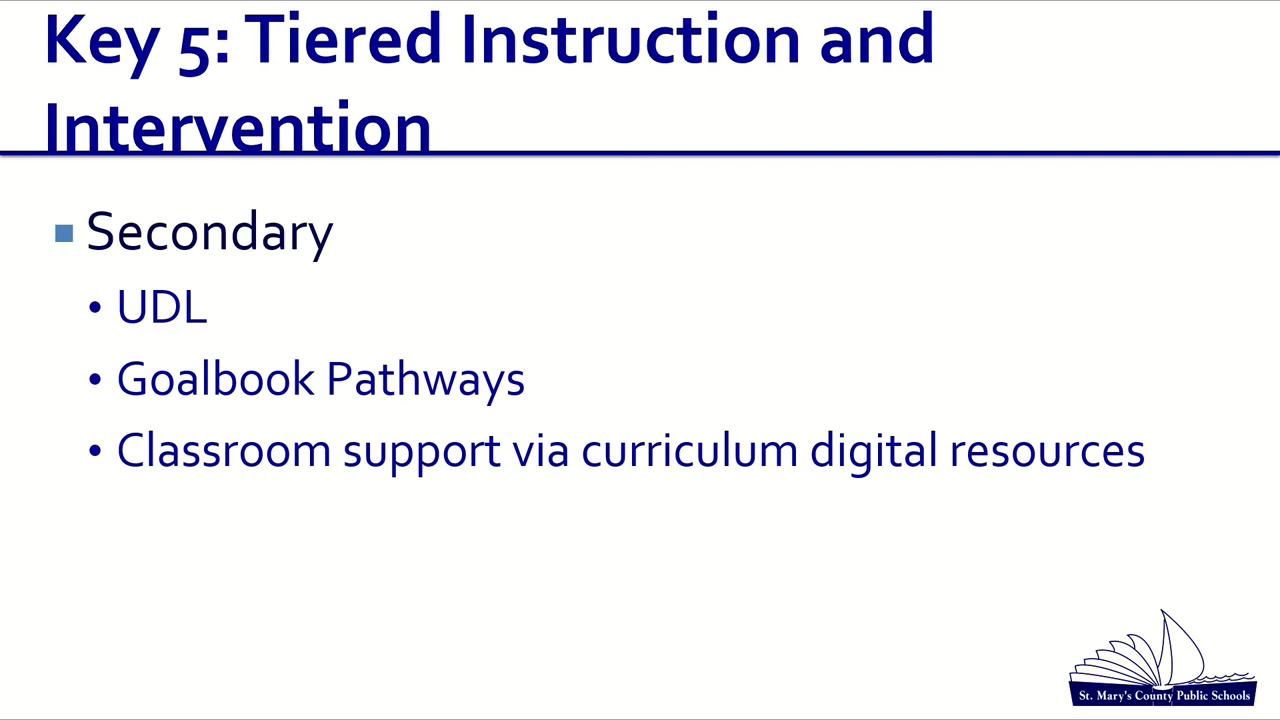 Key 5: Tiered Instruction and
Intervention
Secondary
UDL
Goalbook Pathways
Classroom support via curriculum digital resources
St. Mary's County Public Schools